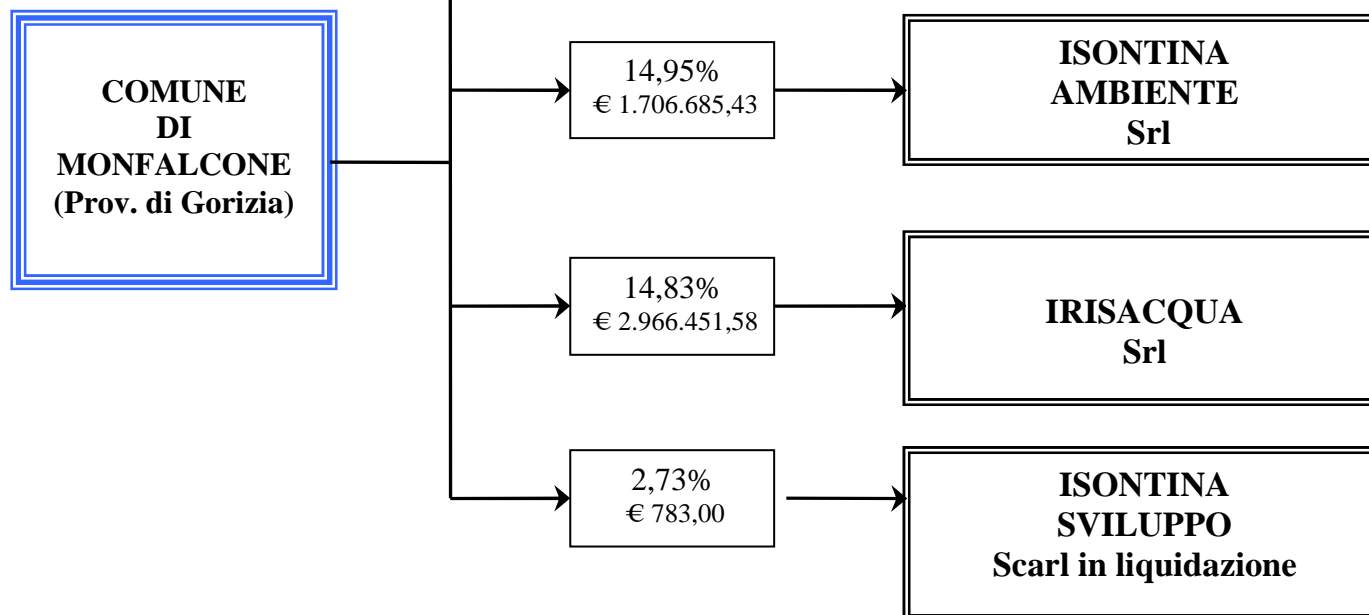 COMUNE
DI
MONFALCONE
(Prov. di Gorizia)
14,95%
€ 1.706.685,43
ISONTINA
AMBIENTE
Srl
14,83%
€ 2.966.451,58
IRISACQUA
Srl
2,73%
€ 783,00
ISONTINA
SVILUPPO
Scarl in liquidazione